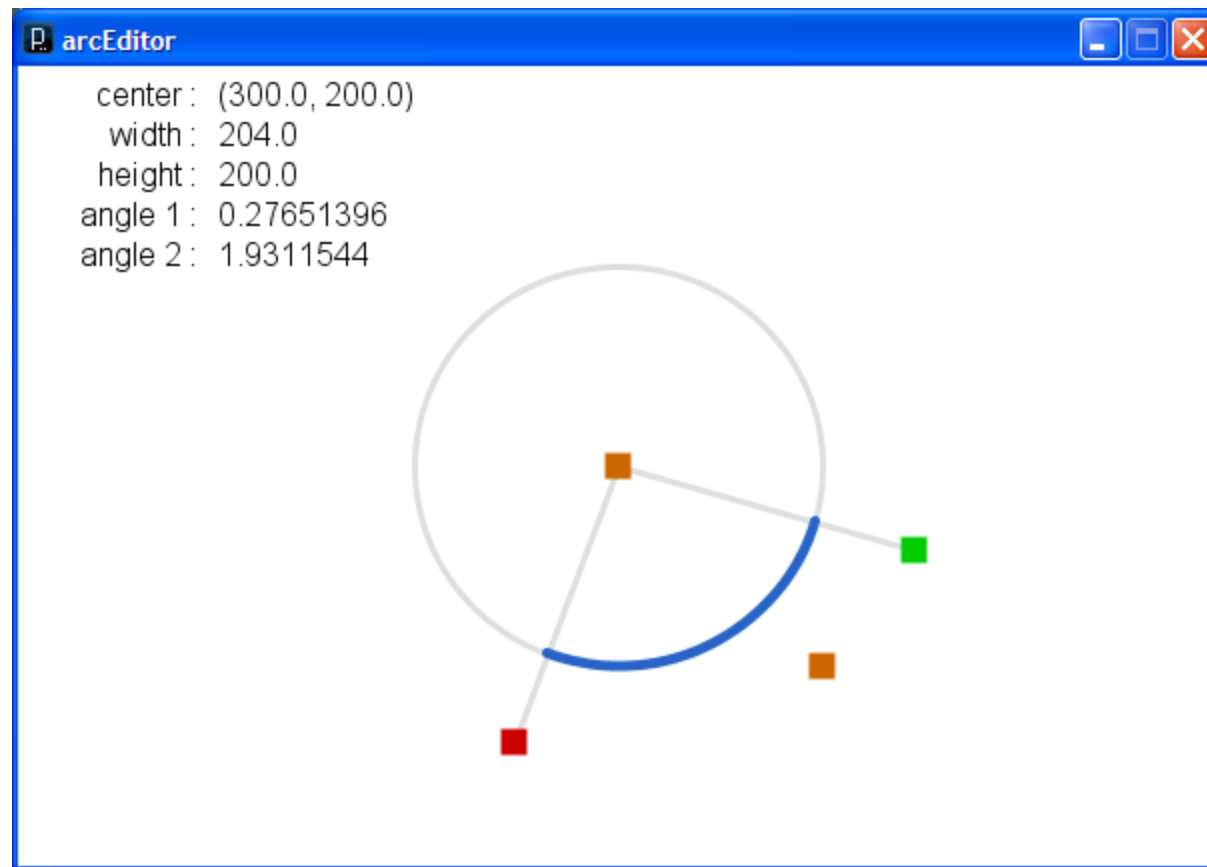 arcEditor
center : (300.0, 200.0)
width : 204.0
height : 200.0
angle 1 : 0.27651396
angle 2 : 1.9311544